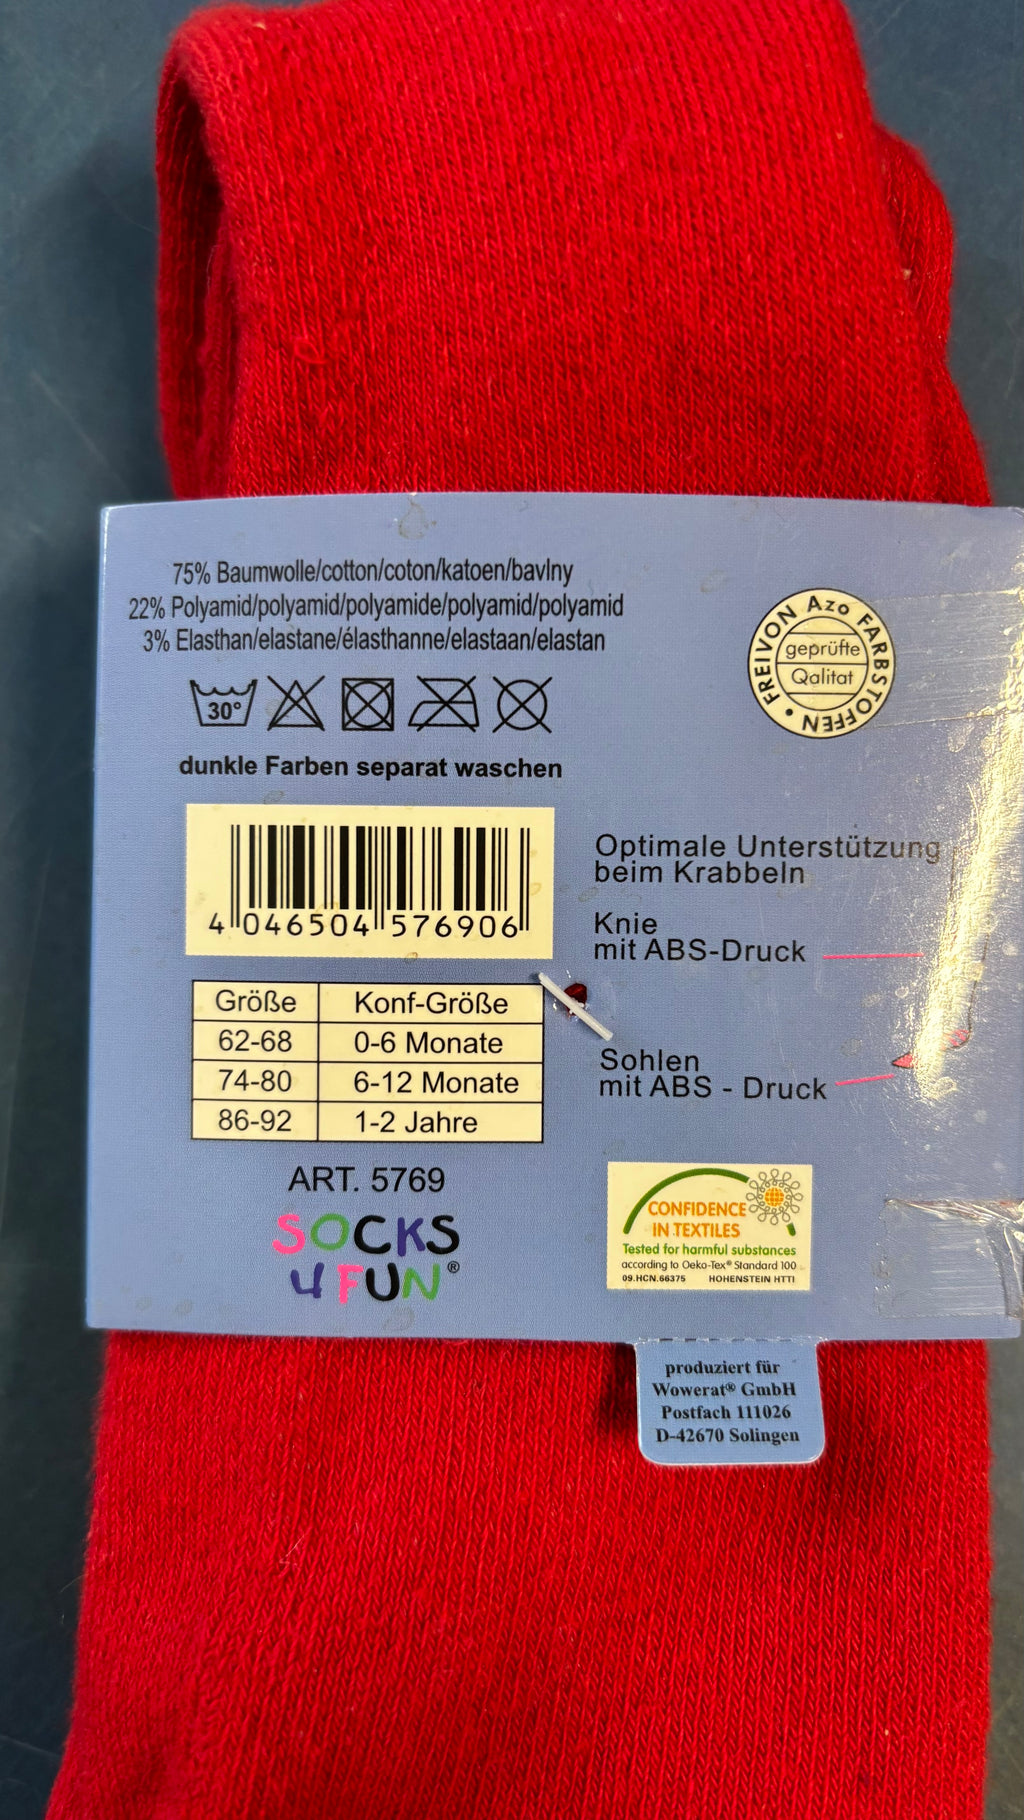 75% Baumwolle/cotton/coton/katoen/bavlny
22% Polyamid/polyamid/polyamide/polyamid/polyamid
3% Elasthan/elastane/élasthanne/elastaan/elastan
30°
dunkle Farben separat waschen
FREI VON AZO FARBSTOFFEN
geprüfte
Qalitat
4 046504 576906
Optimale Unterstützung
beim Krabbeln
Knie
mit ABS-Druck
Größe Konf-Größe
62-68 0-6 Monate
74-80 6-12 Monate
86-92 1-2 Jahre
Sohlen
mit ABS - Druck
ART. 5769
SOCKS
4 FUN®
CONFIDENCE
IN TEXTILES
Tested for harmful substances
according to Oeko-Tex® Standard 100
09.HCN.66375 HOHENSTEIN HTTI
produziert für
Wowerat® GmbH
Postfach 111026
D-42670 Solingen